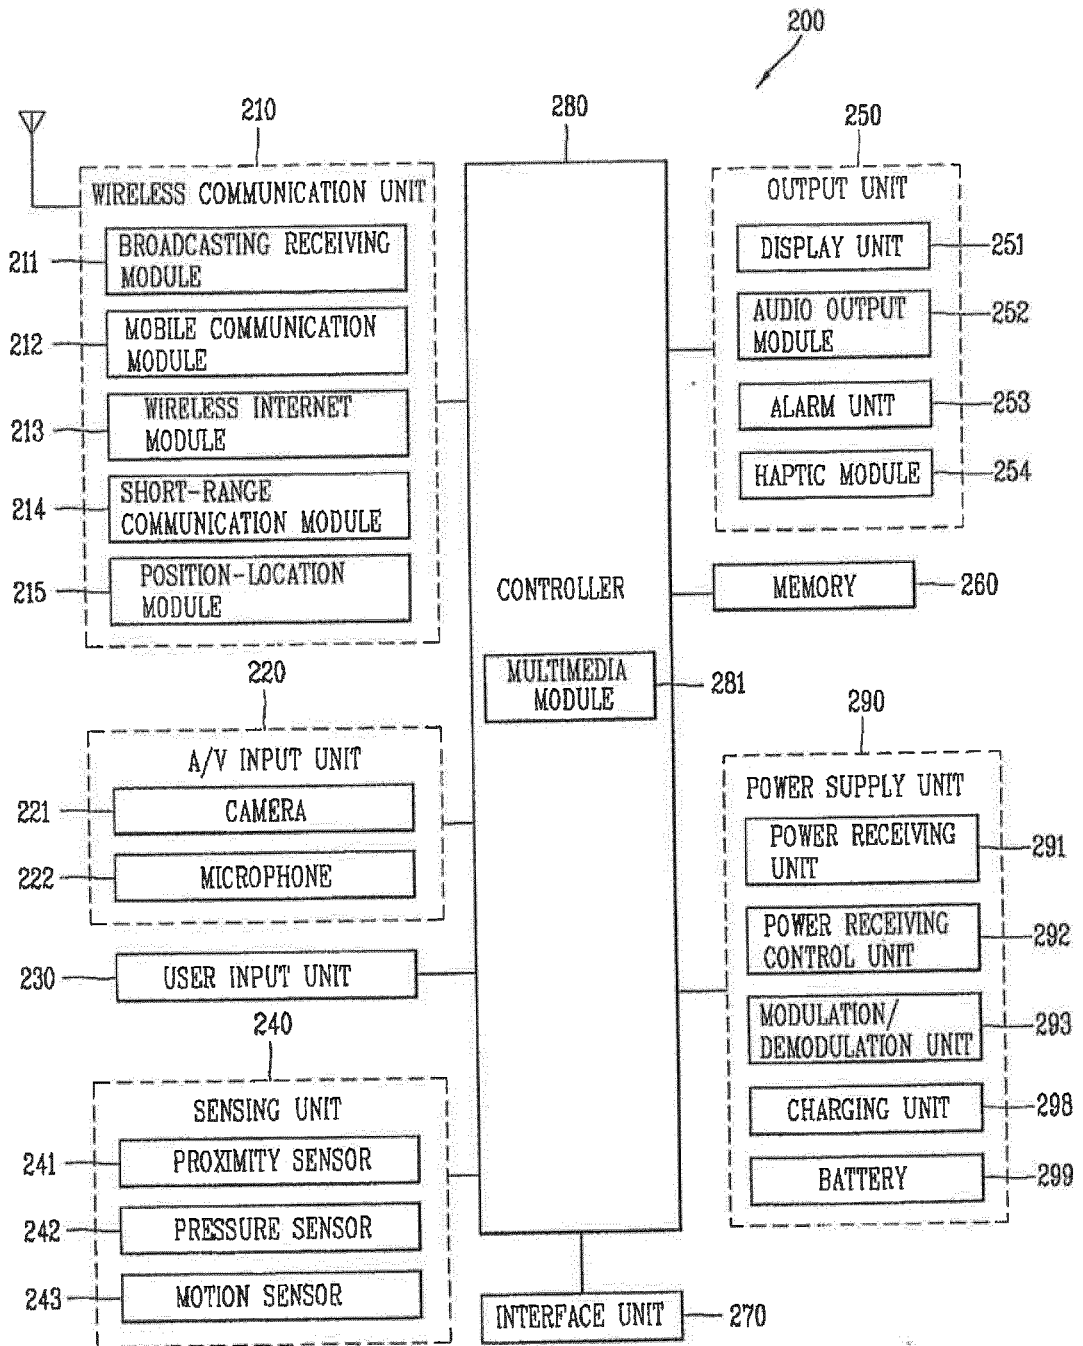 200
210
WIRELESS COMMUNICATION UNIT
211
BROADCASTING RECEIVING
MODULE
212
MOBILE COMMUNICATION
MODULE
213
WIRELESS INTERNET
MODULE
214
SHORT-RANGE
COMMUNICATION MODULE
215
POSITION-LOCATION
MODULE
220
A/V INPUT UNIT
221
CAMERA
222
MICROPHONE
230
USER INPUT UNIT
240
SENSING UNIT
241
PROXIMITY SENSOR
242
PRESSURE SENSOR
243
MOTION SENSOR
280
CONTROLLER
MULTIMEDIA
MODULE
281
INTERFACE UNIT
270
250
OUTPUT UNIT
DISPLAY UNIT
251
AUDIO OUTPUT
MODULE
252
ALARM UNIT
253
HAPTIC MODULE
254
MEMORY
260
290
POWER SUPPLY UNIT
POWER RECEIVING
UNIT
291
POWER RECEIVING
CONTROL UNIT
292
MODULATION/
DEMODULATION UNIT
293
CHARGING UNIT
298
BATTERY
299